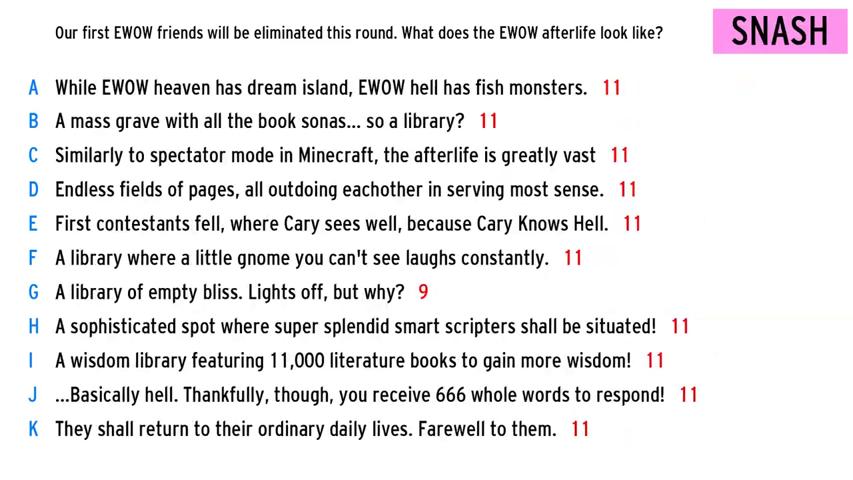 Our first EWOW friends will be eliminated this round. What does the EWOW afterlife look like?
SNASH
A While EWOW heaven has dream island, EWOW hell has fish monsters. 11
B A mass grave with all the book sonas... so a library? 11
C Similarly to spectator mode in Minecraft, the afterlife is greatly vast 11
D Endless fields of pages, all outdoing eachother in serving most sense. 11
E First contestants fell, where Cary sees well, because Cary Knows Hell. 11
F A library where a little gnome you can't see laughs constantly. 11
G A library of empty bliss. Lights off, but why? 9
H A sophisticated spot where super splendid smart scripters shall be situated! 11
I A wisdom library featuring 11,000 literature books to gain more wisdom! 11
J ...Basically hell. Thankfully, though, you receive 666 whole words to respond! 11
K They shall return to their ordinary daily lives. Farewell to them. 11